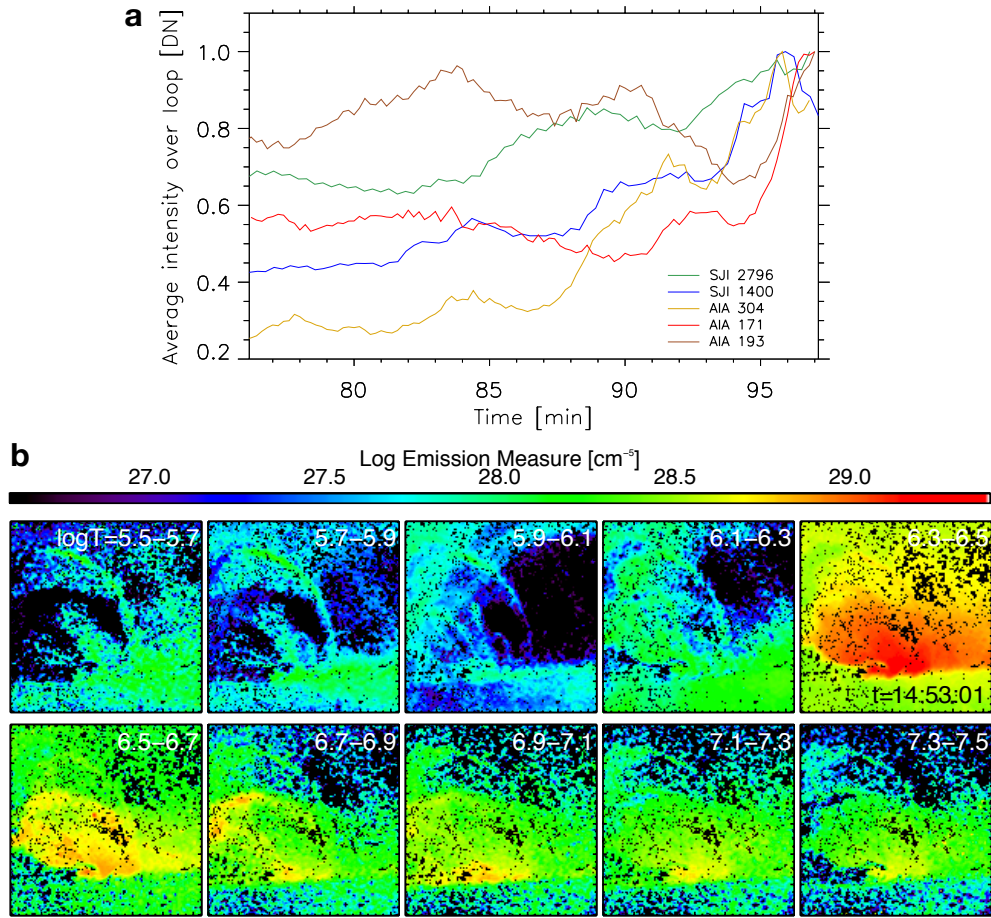 a
Average intensity over loop [DN]
1.0
0.8
0.6
0.4
0.2
SJI 2796
SJI 1400
AIA 304
AIA 171
AIA 193
80 85 90 95
Time [min]
b
Log Emission Measure [cm⁻⁵]
27.0 27.5 28.0 28.5 29.0
logT=5.5–5.7 5.7–5.9 5.9–6.1 6.1–6.3 6.3–6.5
t=14:53:01
6.5–6.7 6.7–6.9 6.9–7.1 7.1–7.3 7.3–7.5